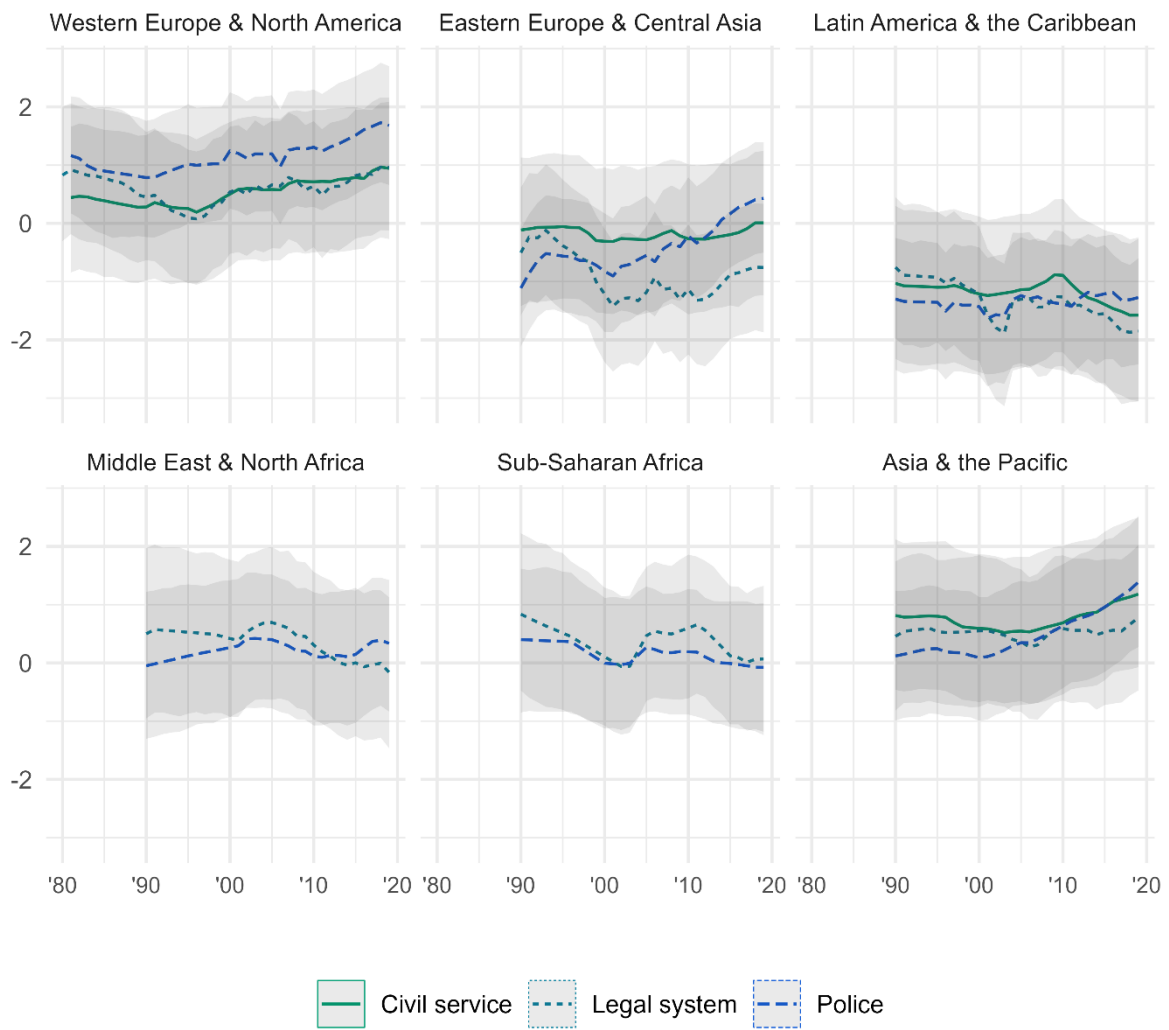 Western Europe & North America Eastern Europe & Central Asia Latin America & the Caribbean
2
0
-2
Middle East & North Africa Sub-Saharan Africa Asia & the Pacific
2
0
-2
'80 '90 '00 '10 '20 '80 '90 '00 '10 '20 '80 '90 '00 '10 '20
Civil service Legal system Police